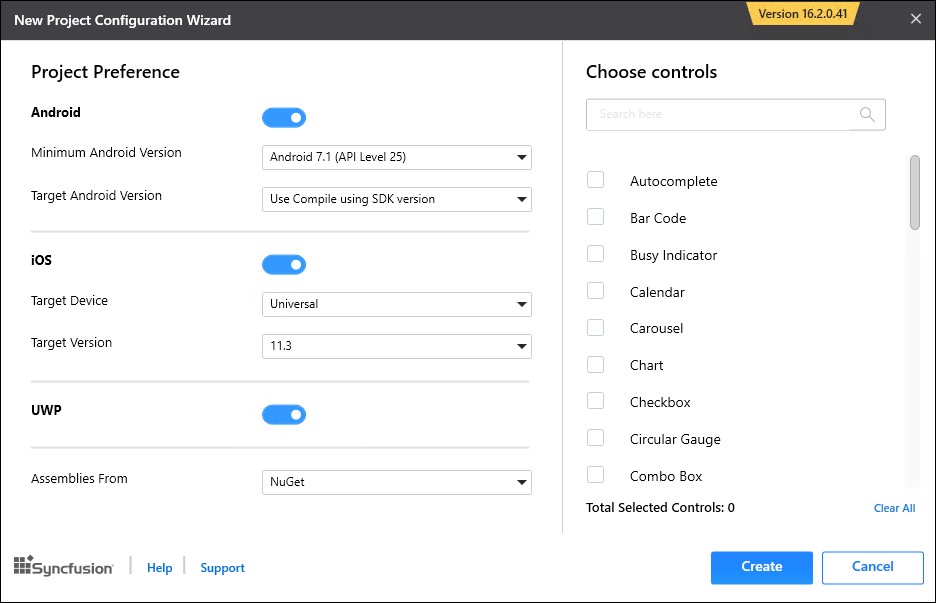 New Project Configuration Wizard
Version 16.2.0.41
Project Preference
Android
Minimum Android Version
Android 7.1 (API Level 25)
Target Android Version
Use Compile using SDK version
iOS
Target Device
Universal
Target Version
11.3
UWP
Assemblies From
NuGet
Choose controls
Search here
Autocomplete
Bar Code
Busy Indicator
Calendar
Carousel
Chart
Checkbox
Circular Gauge
Combo Box
Total Selected Controls: 0
Clear All
Syncfusion
Help
Support
Create
Cancel